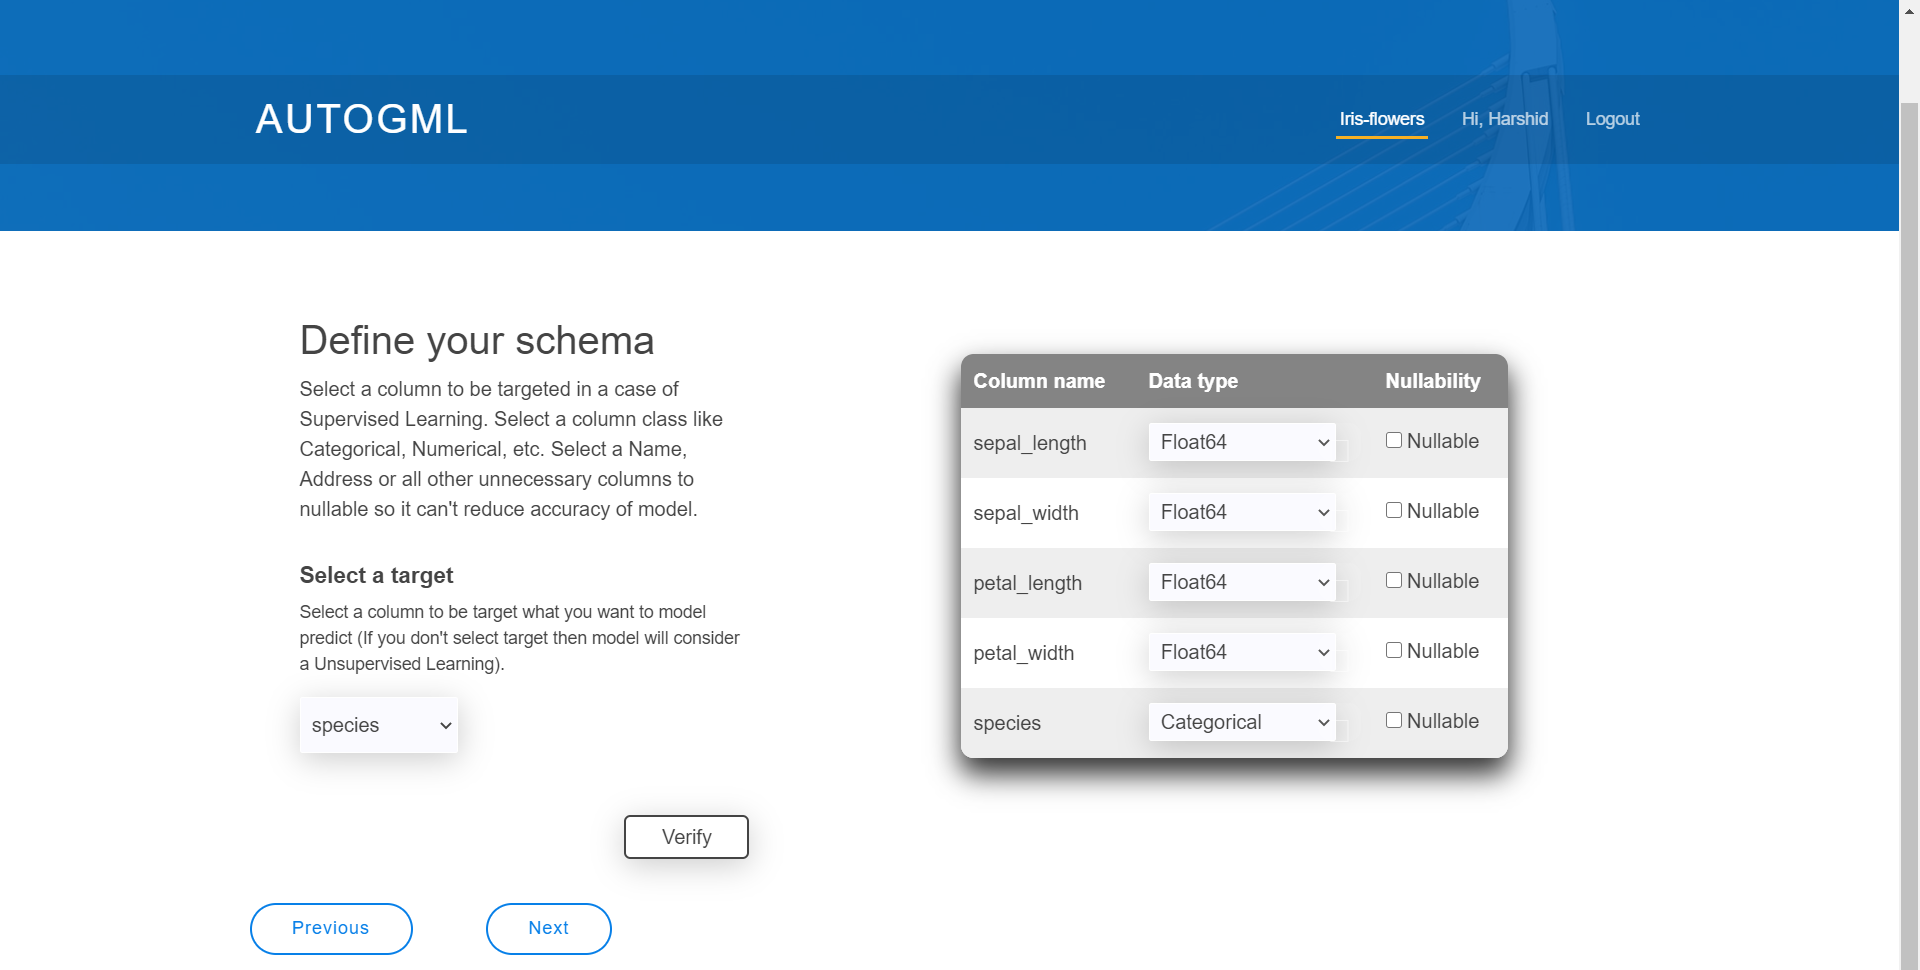 AUTOGML
Iris-flowers Hi, Harshid Logout
Define your schema
Select a column to be targeted in a case of
Supervised Learning. Select a column class like
Categorical, Numerical, etc. Select a Name,
Address or all other unnecessary columns to
nullable so it can't reduce accuracy of model.
Select a target
Select a column to be target what you want to model
predict (If you don't select target then model will consider
a Unsupervised Learning).
species
Verify
Previous Next
Column name Data type Nullability
sepal_length Float64 Nullable
sepal_width Float64 Nullable
petal_length Float64 Nullable
petal_width Float64 Nullable
species Categorical Nullable